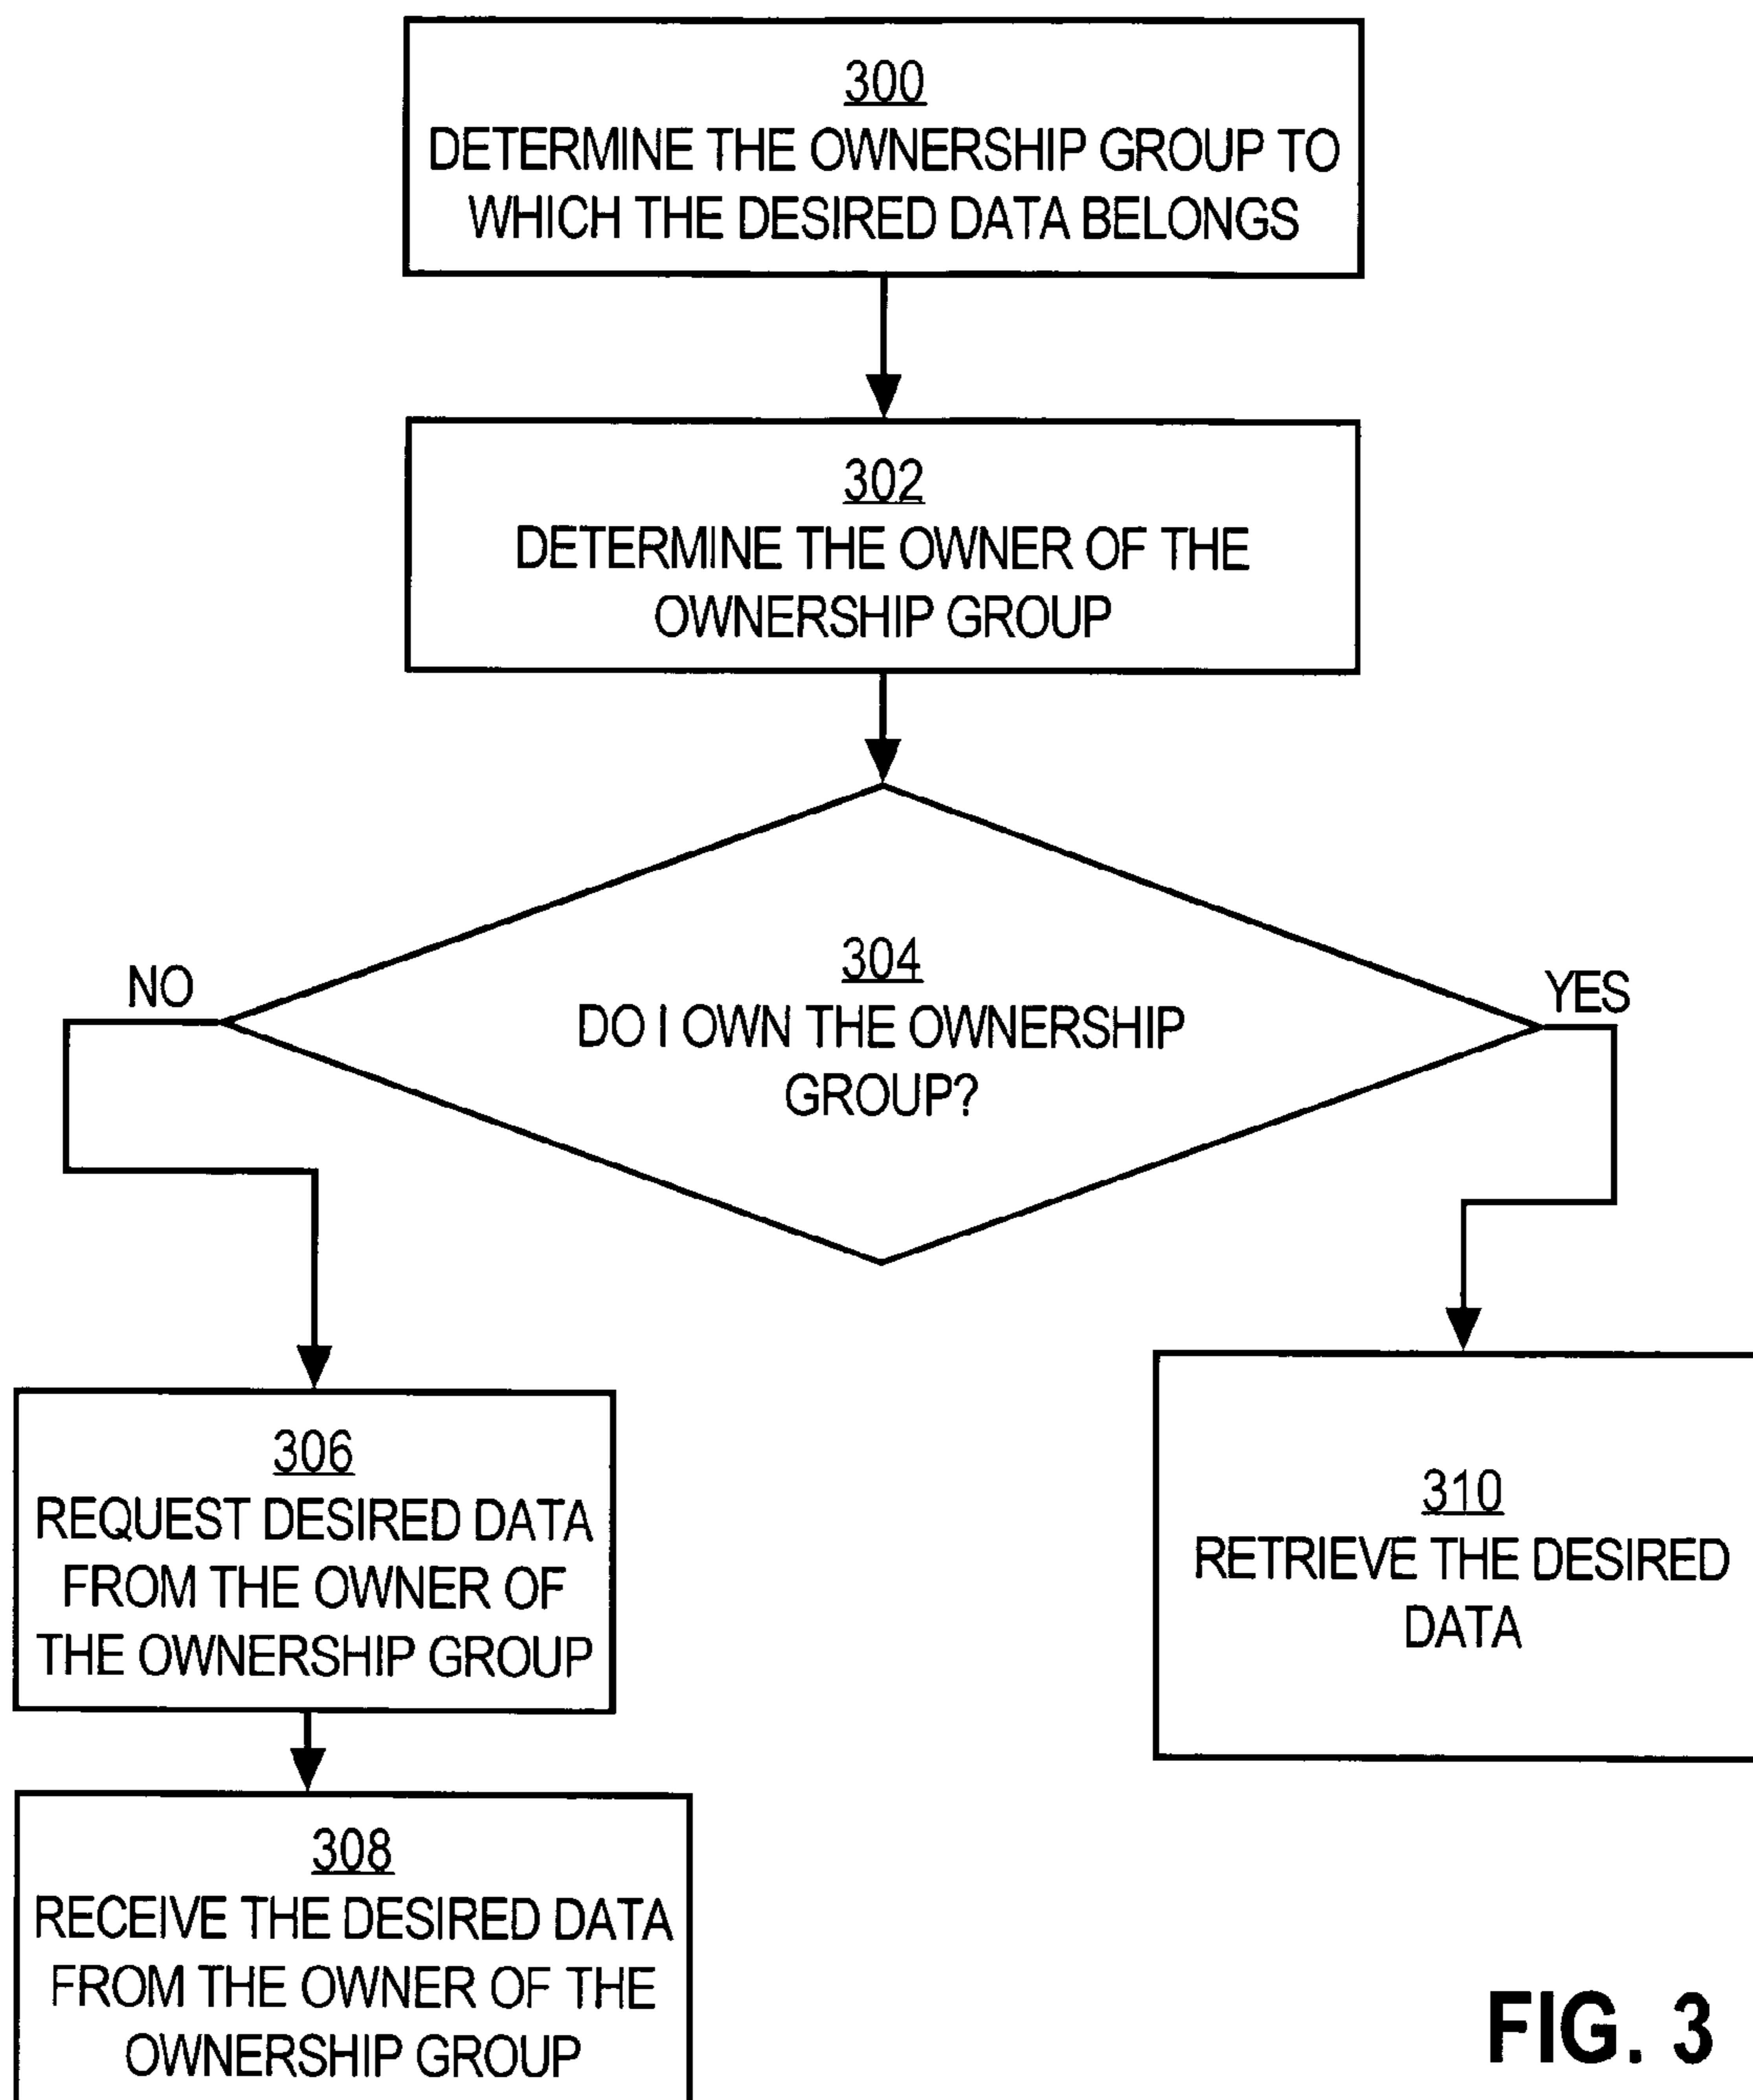 300
DETERMINE THE OWNERSHIP GROUP TO
WHICH THE DESIRED DATA BELONGS
302
DETERMINE THE OWNER OF THE
OWNERSHIP GROUP
304
DO I OWN THE OWNERSHIP
GROUP?
NO
YES
306
REQUEST DESIRED DATA
FROM THE OWNER OF
THE OWNERSHIP GROUP
308
RECEIVE THE DESIRED DATA
FROM THE OWNER OF THE
OWNERSHIP GROUP
310
RETRIEVE THE DESIRED
DATA
FIG. 3